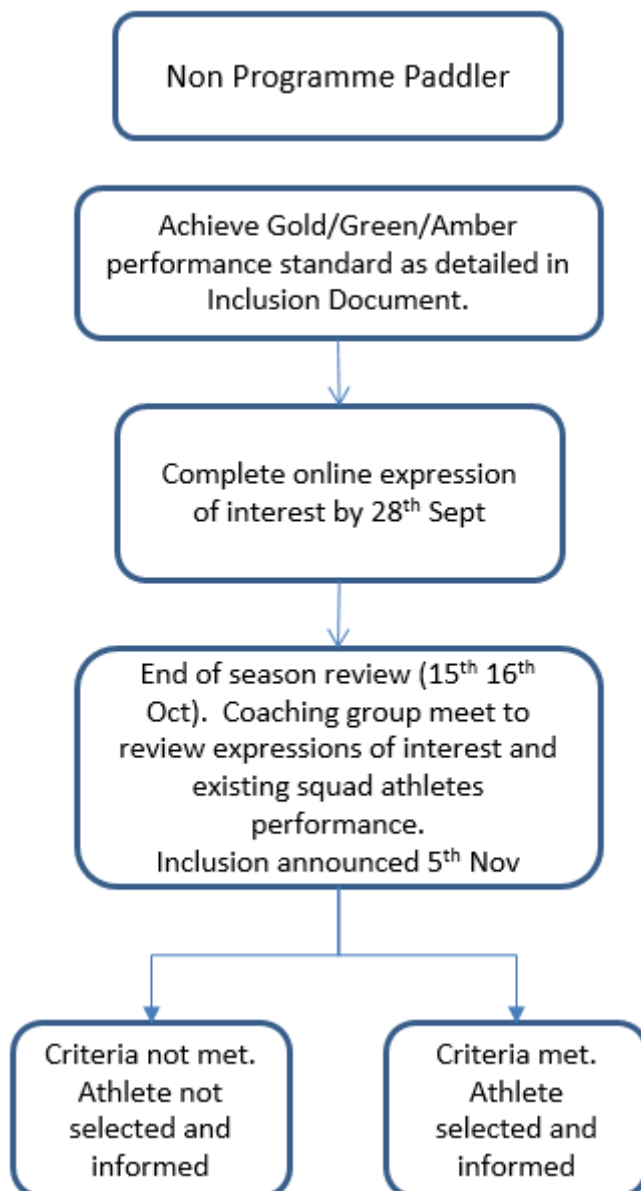 Non Programme Paddler
Achieve Gold/Green/Amber
performance standard as detailed in
Inclusion Document.
Complete online expression
of interest by 28th Sept
End of season review (15th 16th
Oct).  Coaching group meet to
review expressions of interest and
existing squad athletes
performance.
Inclusion announced 5th Nov
Criteria not met.
Athlete not
selected and
informed
Criteria met.
Athlete
selected and
informed